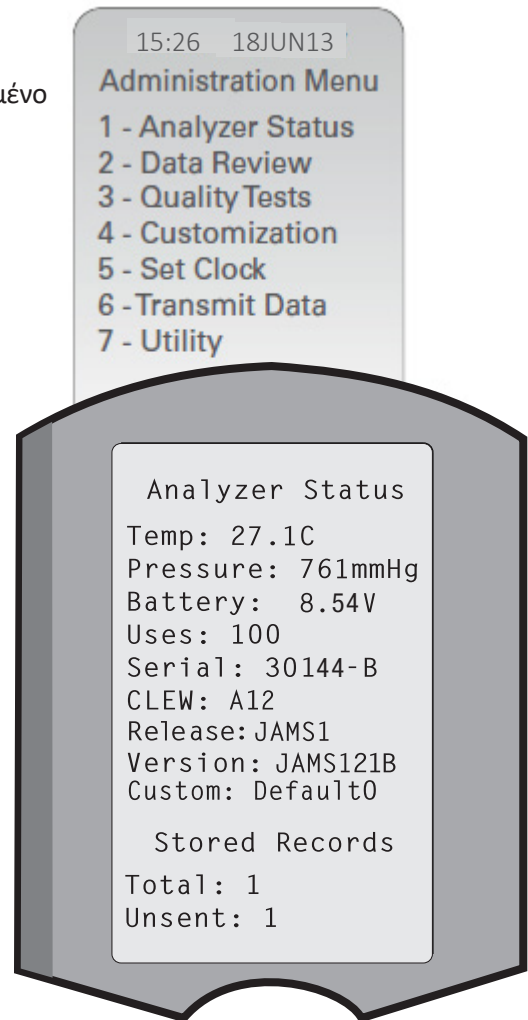 15:26 18JUN13
μένο
Administration Menu
1 - Analyzer Status
2 - Data Review
3 - Quality Tests
4 - Customization
5 - Set Clock
6 - Transmit Data
7 - Utility
Analyzer Status
Temp: 27.1C
Pressure: 761mmHg
Battery: 8.54V
Uses: 100
Serial: 30144-B
CLEW: A12
Release: JAMS1
Version: JAMS121B
Custom: Default0
Stored Records
Total: 1
Unsent: 1